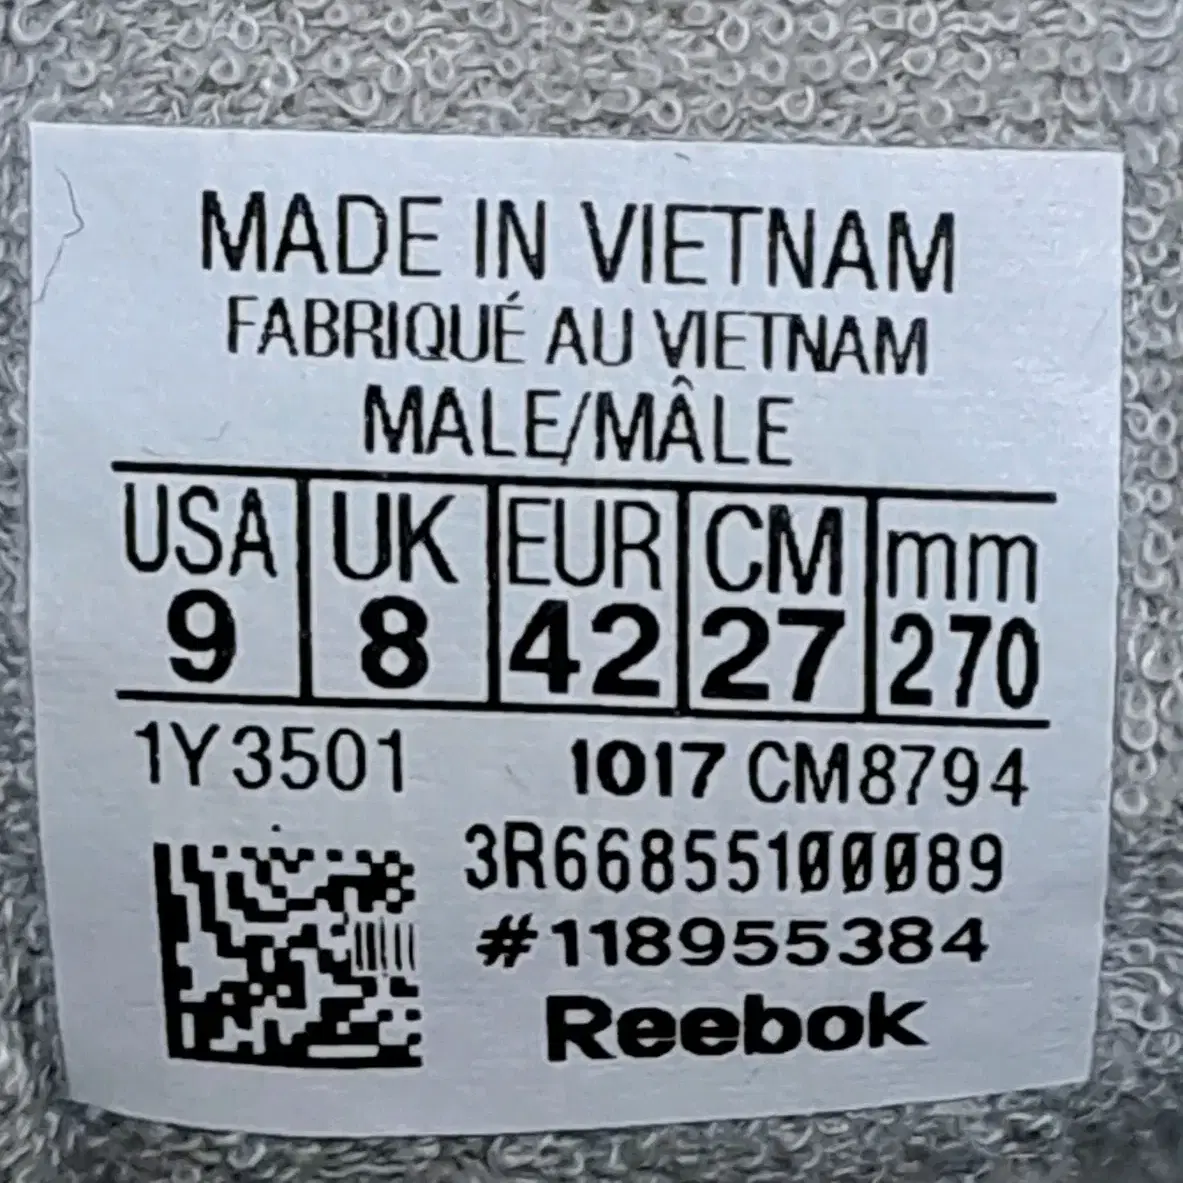 MADE IN VIETNAM
FABRIQUÉ AU VIETNAM
MALE/MÂLE
USA UK EUR CM mm
9 8 42 27 270
1Y3501 1017 CM8794
3R66855100089
#118955384
Reebok